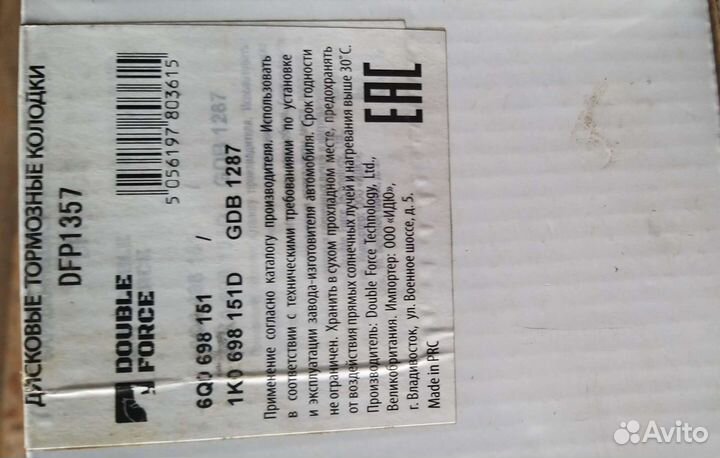 ДИСКОВЫЕ ТОРМОЗНЫЕ КОЛОДКИ
DFP1357
DOUBLE
FORCE
5 056197 803615
6Q0 698 151 /
1K0 698 151D GDB 1287
Применение согласно каталогу производителя. Использовать
в соответствии с техническими требованиями по установке
и эксплуатации завода-изготовителя автомобиля. Срок годности
не ограничен. Хранить в сухом прохладном месте, предохранять
от воздействия прямых солнечных лучей и нагревания выше 30°С.
Производитель: Double Force Technology, Ltd.,
Великобритания. Импортер: ООО «ИДЮ»,
г. Владивосток, ул. Военное шоссе, д. 5.
Made in PRC
EAC
GDB 1287
Avito